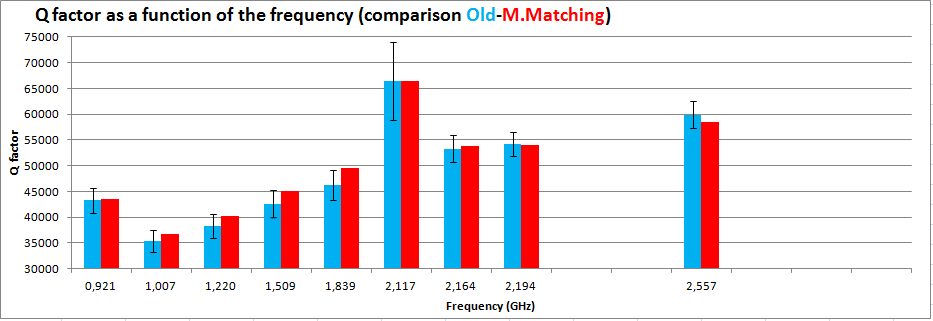 Q factor as a function of the frequency (comparison Old-M.Matching)
75000
70000
65000
60000
55000
50000
45000
40000
35000
30000
Q factor
0,921 1,007 1,220 1,509 1,839 2,117 2,164 2,194 2,557
Frequency (GHz)